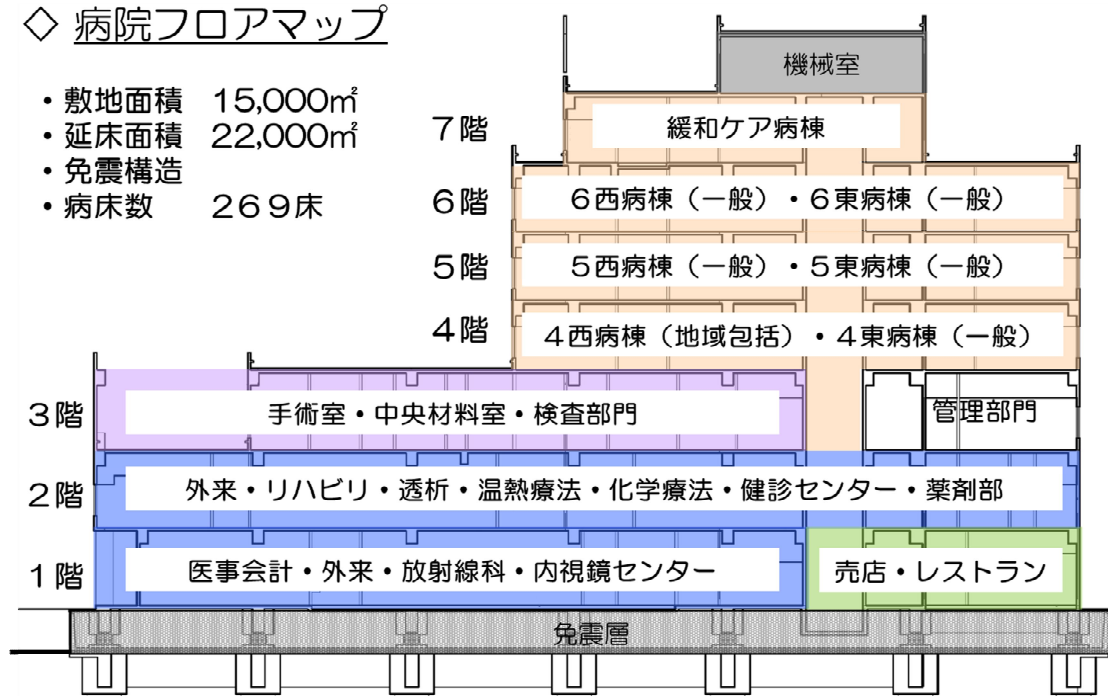 ◇ 病院フロアマップ
・敷地面積 15,000㎡
・延床面積 22,000㎡
・免震構造
・病床数 269床
機械室
7階 緩和ケア病棟
6階 6西病棟（一般）・6東病棟（一般）
5階 5西病棟（一般）・5東病棟（一般）
4階 4西病棟（地域包括）・4東病棟（一般）
3階 手術室・中央材料室・検査部門 管理部門
2階 外来・リハビリ・透析・温熱療法・化学療法・健診センター・薬剤部
1階 医事会計・外来・放射線科・内視鏡センター 売店・レストラン
免震層